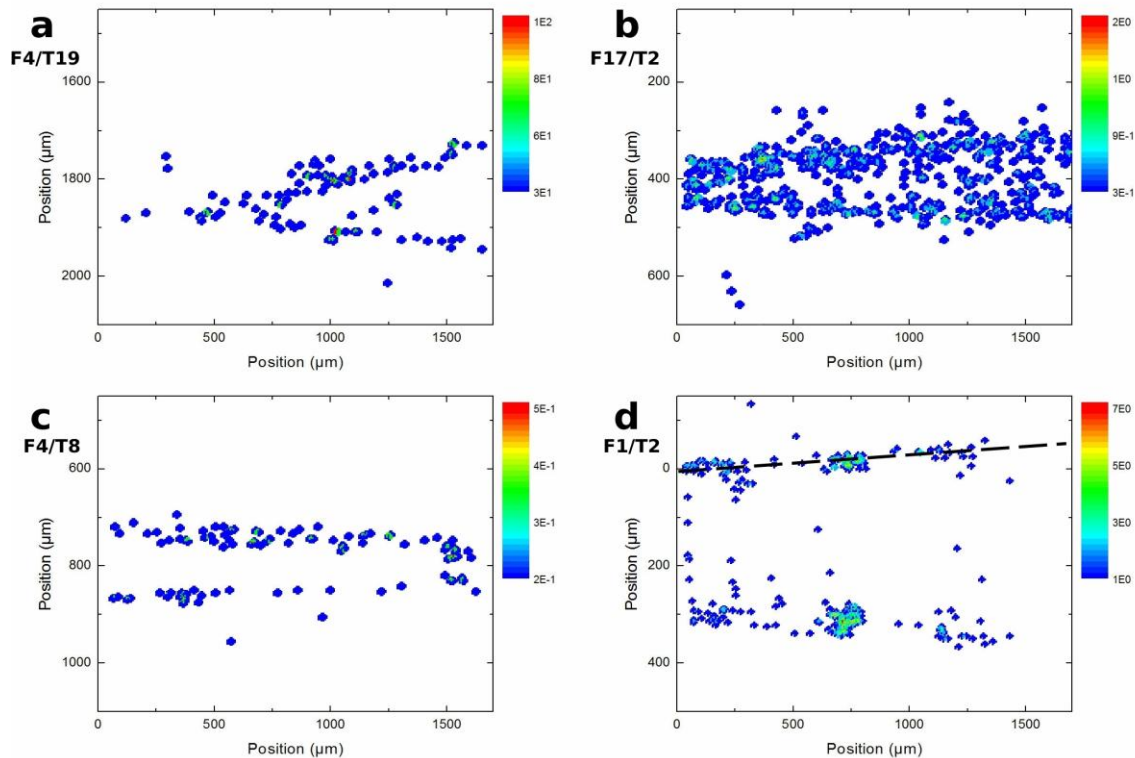 a
F4/T19
1E2
8E1
6E1
3E1
1600
1800
2000
Position (µm)
0
500
1000
1500
Position (µm)
b
F17/T2
2E0
1E0
9E-1
3E-1
200
400
600
Position (µm)
0
500
1000
1500
Position (µm)
c
F4/T8
5E-1
4E-1
3E-1
2E-1
600
800
1000
Position (µm)
0
500
1000
1500
Position (µm)
d
F1/T2
7E0
5E0
3E0
1E0
0
200
400
Position (µm)
0
500
1000
1500
Position (µm)